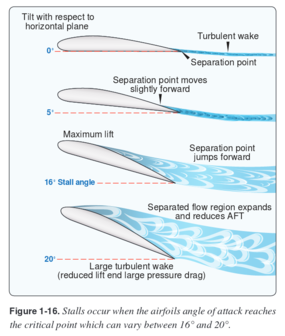 Tilt with respect to
horizontal plane
Turbulent wake
0°
Separation point
Separation point moves
slightly forward
5°
Maximum lift
Separation point
jumps forward
16° Stall angle
Separated flow region expands
and reduces AFT
20°
Large turbulent wake
(reduced lift end large pressure drag)
Figure 1-16. Stalls occur when the airfoils angle of attack reaches
the critical point which can vary between 16° and 20°.